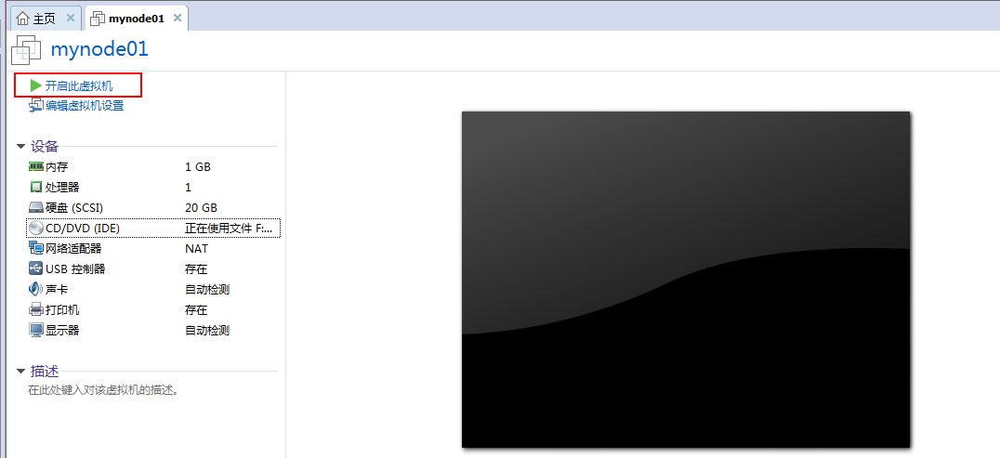 主页 × mynode01 ×
mynode01
开启此虚拟机
编辑虚拟机设置
设备
内存 1 GB
处理器 1
硬盘 (SCSI) 20 GB
CD/DVD (IDE) 正在使用文件 F:...
网络适配器 NAT
USB 控制器 存在
声卡 自动检测
打印机 存在
显示器 自动检测
描述
在此处键入对该虚拟机的描述。